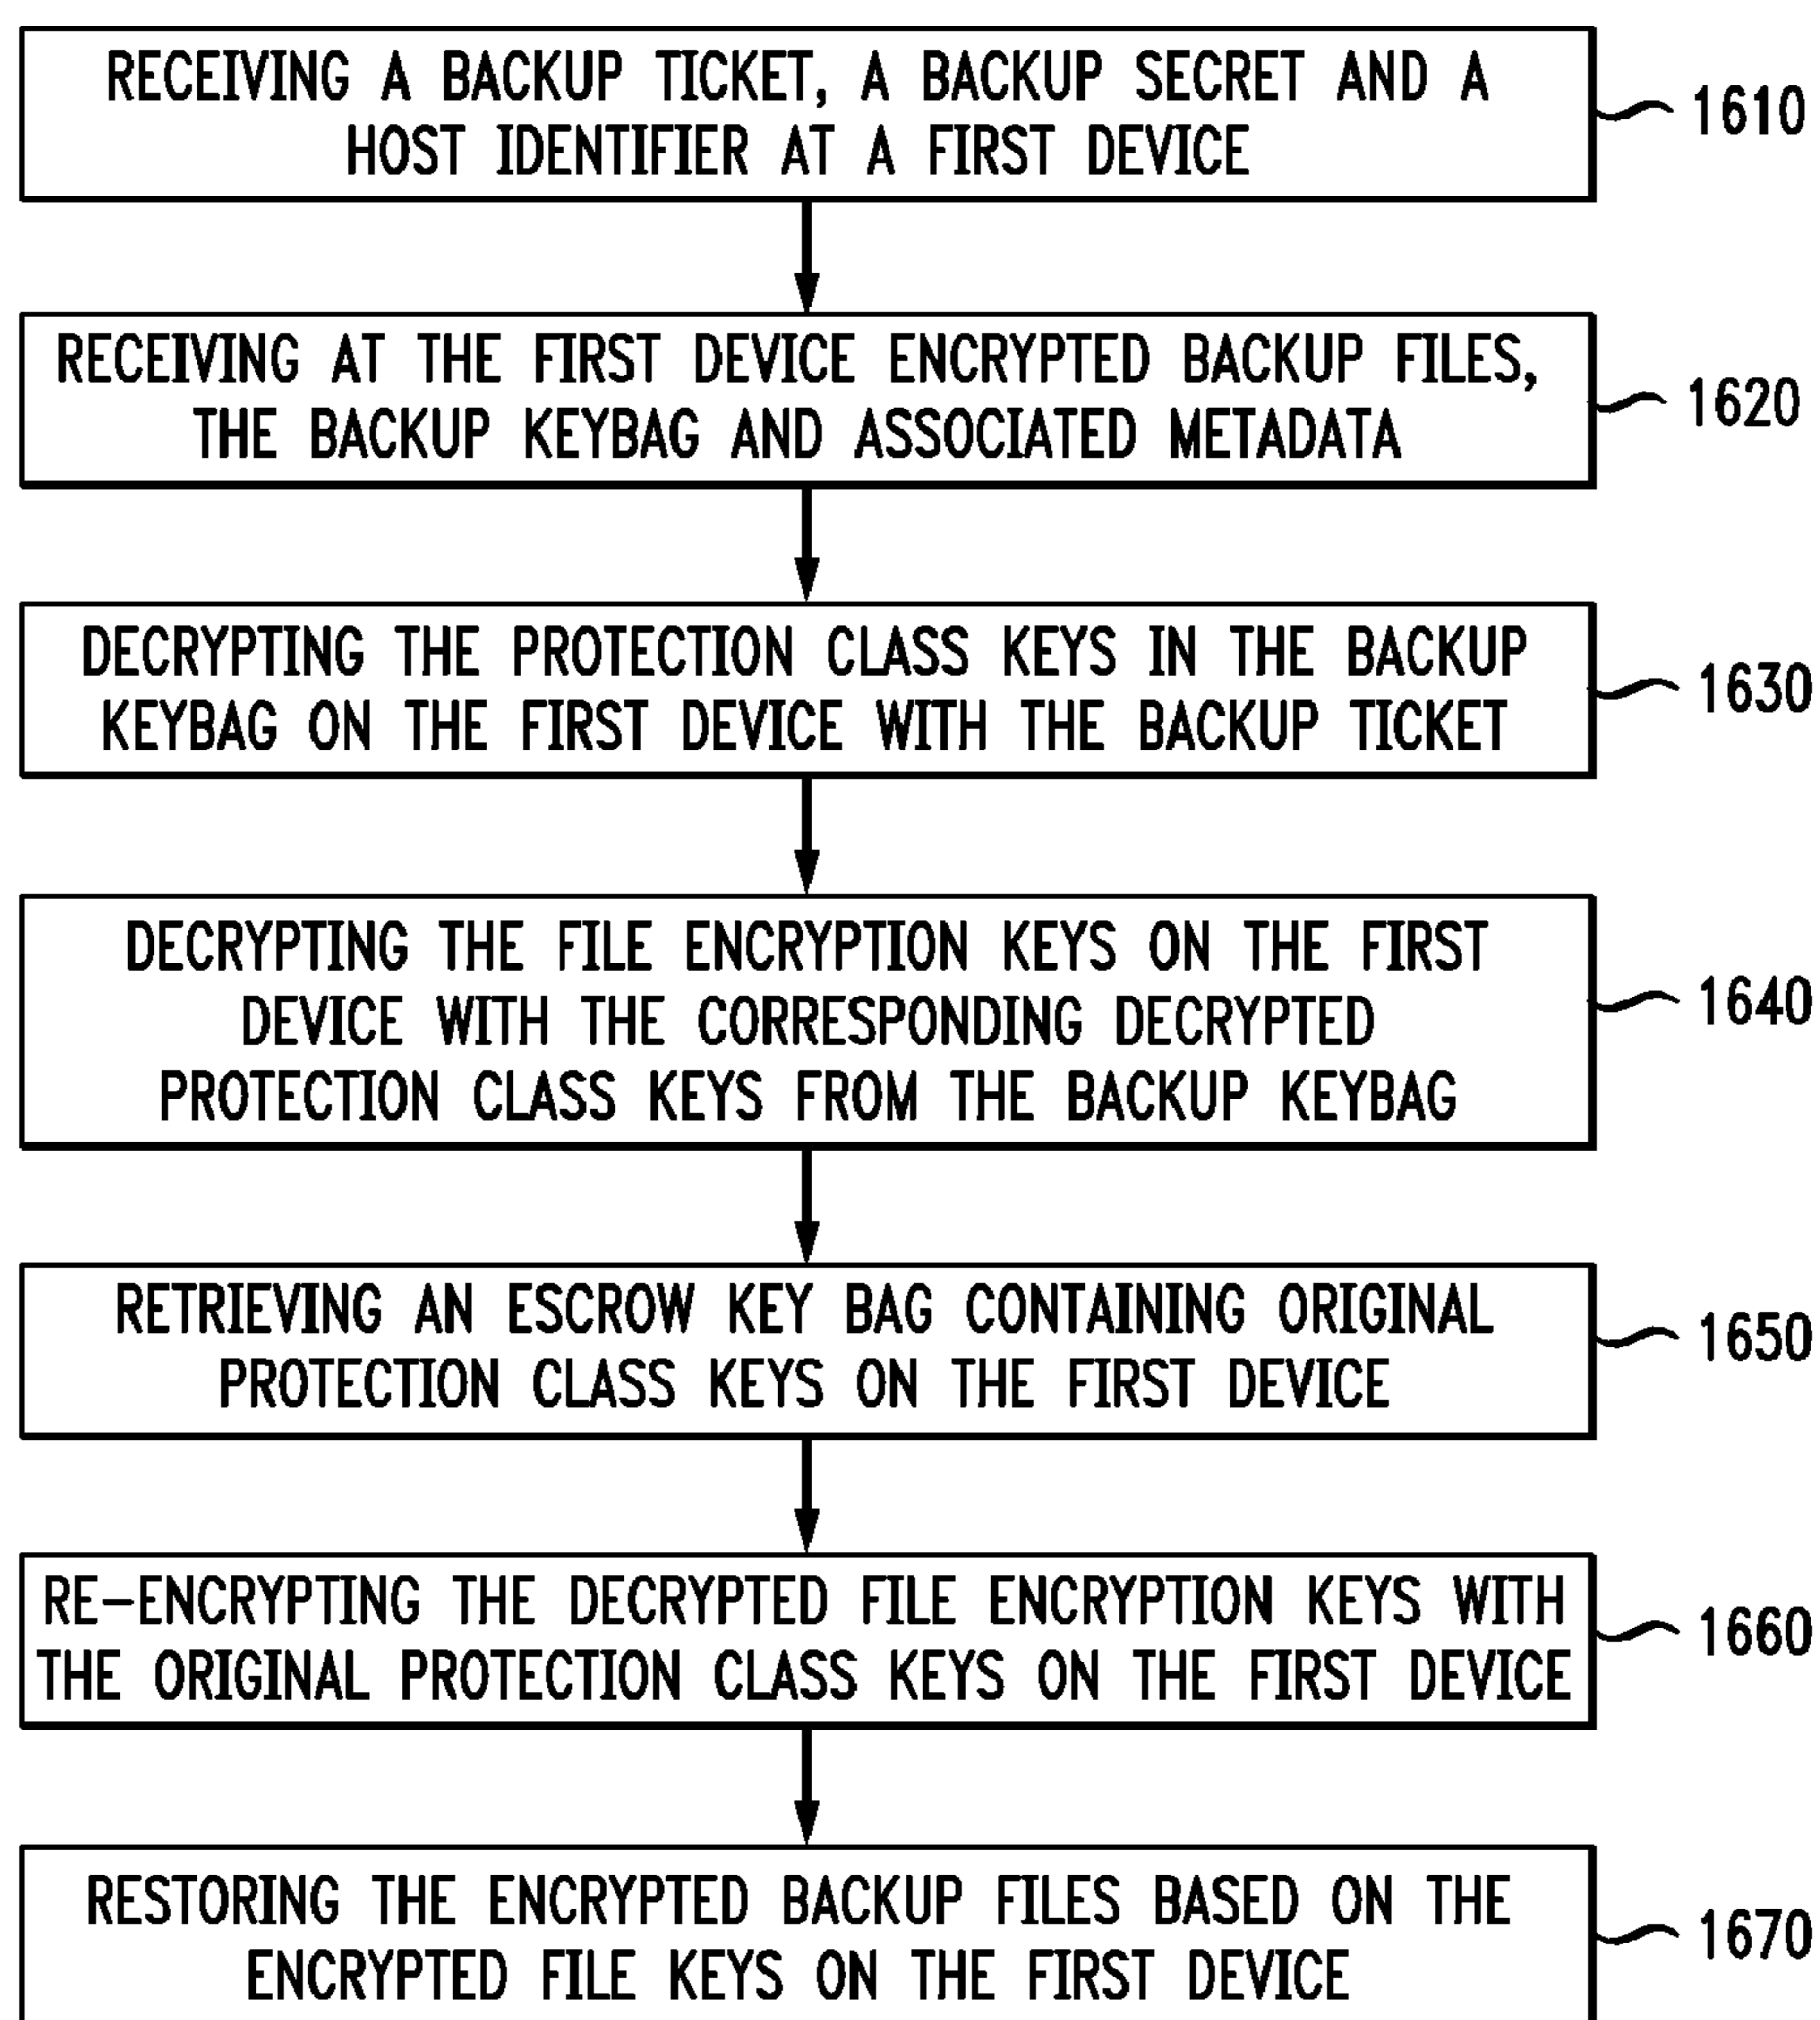 RECEIVING A BACKUP TICKET, A BACKUP SECRET AND A
HOST IDENTIFIER AT A FIRST DEVICE
1610
RECEIVING AT THE FIRST DEVICE ENCRYPTED BACKUP FILES,
THE BACKUP KEYBAG AND ASSOCIATED METADATA
1620
DECRYPTING THE PROTECTION CLASS KEYS IN THE BACKUP
KEYBAG ON THE FIRST DEVICE WITH THE BACKUP TICKET
1630
DECRYPTING THE FILE ENCRYPTION KEYS ON THE FIRST
DEVICE WITH THE CORRESPONDING DECRYPTED
PROTECTION CLASS KEYS FROM THE BACKUP KEYBAG
1640
RETRIEVING AN ESCROW KEY BAG CONTAINING ORIGINAL
PROTECTION CLASS KEYS ON THE FIRST DEVICE
1650
RE-ENCRYPTING THE DECRYPTED FILE ENCRYPTION KEYS WITH
THE ORIGINAL PROTECTION CLASS KEYS ON THE FIRST DEVICE
1660
RESTORING THE ENCRYPTED BACKUP FILES BASED ON THE
ENCRYPTED FILE KEYS ON THE FIRST DEVICE
1670